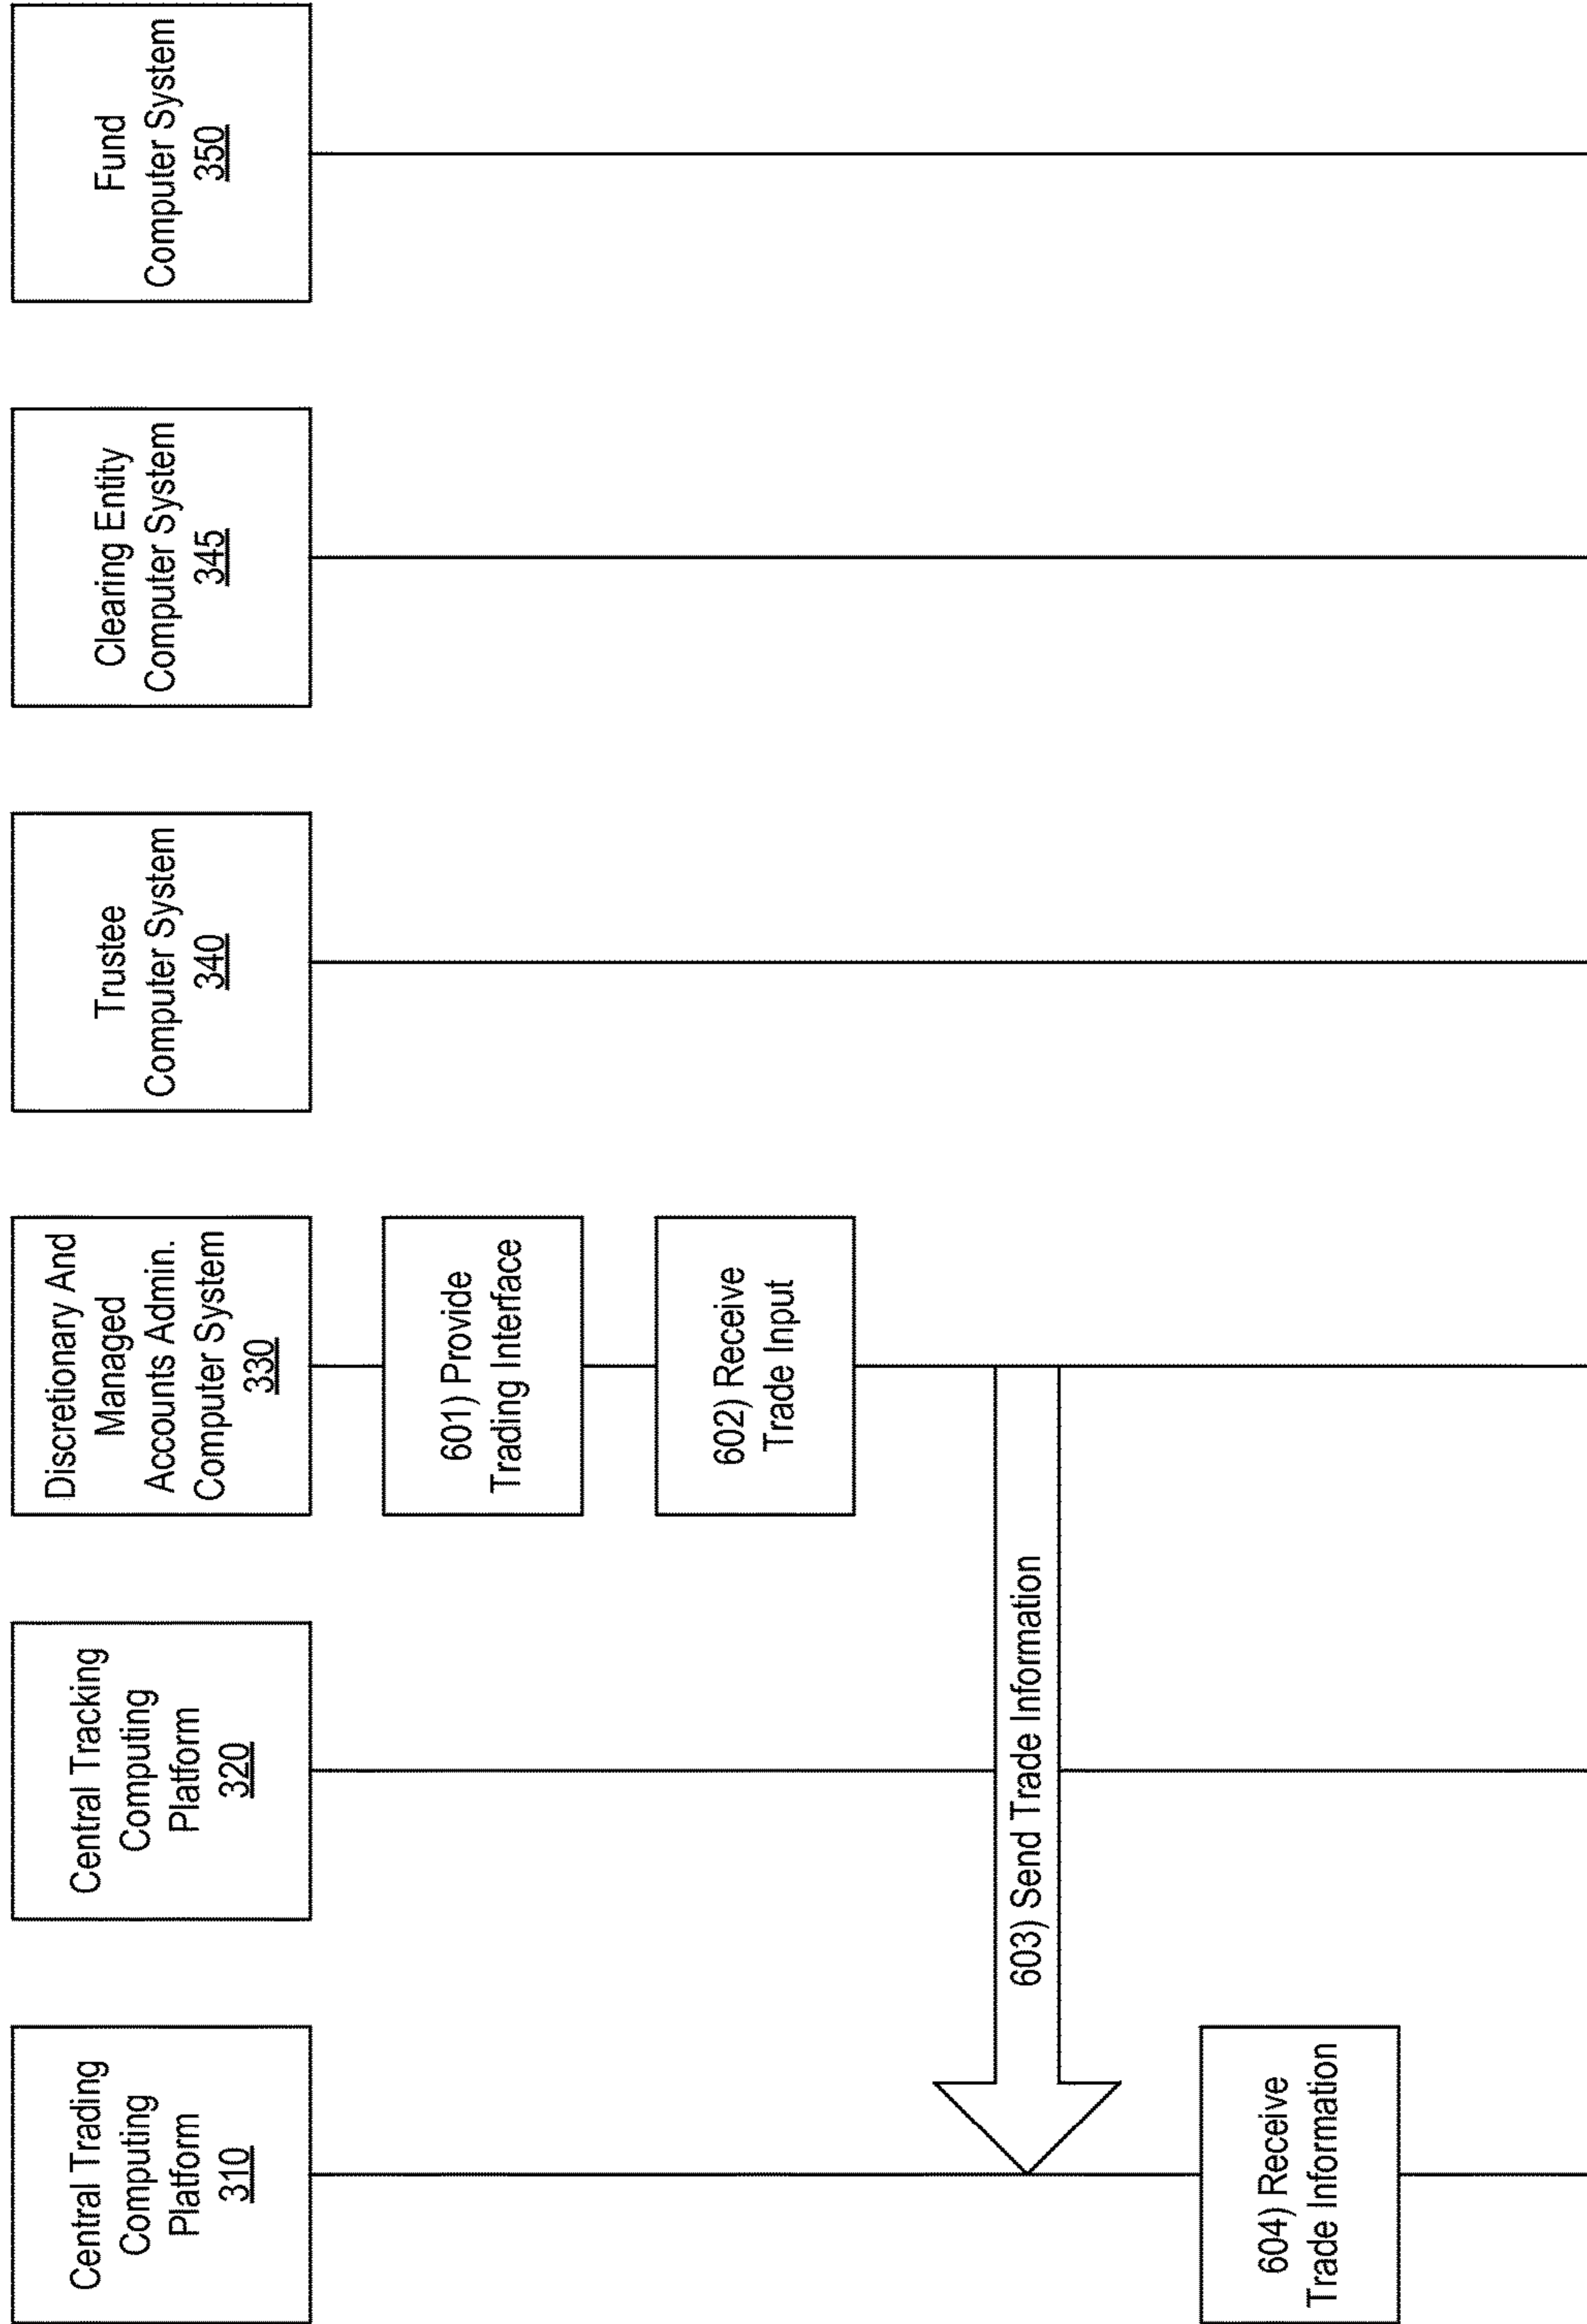 Central Trading
Computing
Platform
310
Central Tracking
Computing
Platform
320
Discretionary And
Managed
Accounts Admin.
Computer System
330
Trustee
Computer System
340
Clearing Entity
Computer System
345
Fund
Computer System
350
601) Provide
Trading Interface
602) Receive
Trade Input
603) Send Trade Information
604) Receive
Trade Information